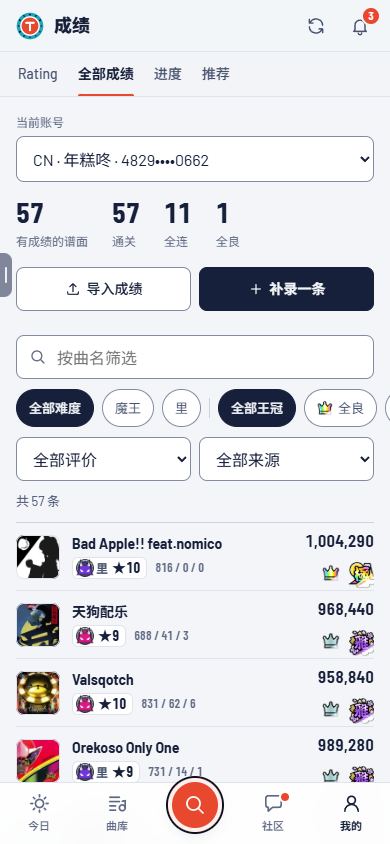 成绩
3
Rating 全部成绩 进度 推荐
当前账号
CN · 年糕咚 · 4829••••0662
57 57 11 1
有成绩的谱面 通关 全连 全良
导入成绩 + 补录一条
按曲名筛选
全部难度 魔王 里 全部王冠 全良
全部评价 全部来源
共 57 条
Bad Apple!! feat.nomico 1,004,290
里 ★10 816 / 0 / 0
天狗配乐 968,440
★9 688 / 41 / 3
Valsqotch 958,840
★10 831 / 62 / 6
Orekoso Only One 989,280
里 ★9 731 / 14 / 1
今日 曲库 社区 我的